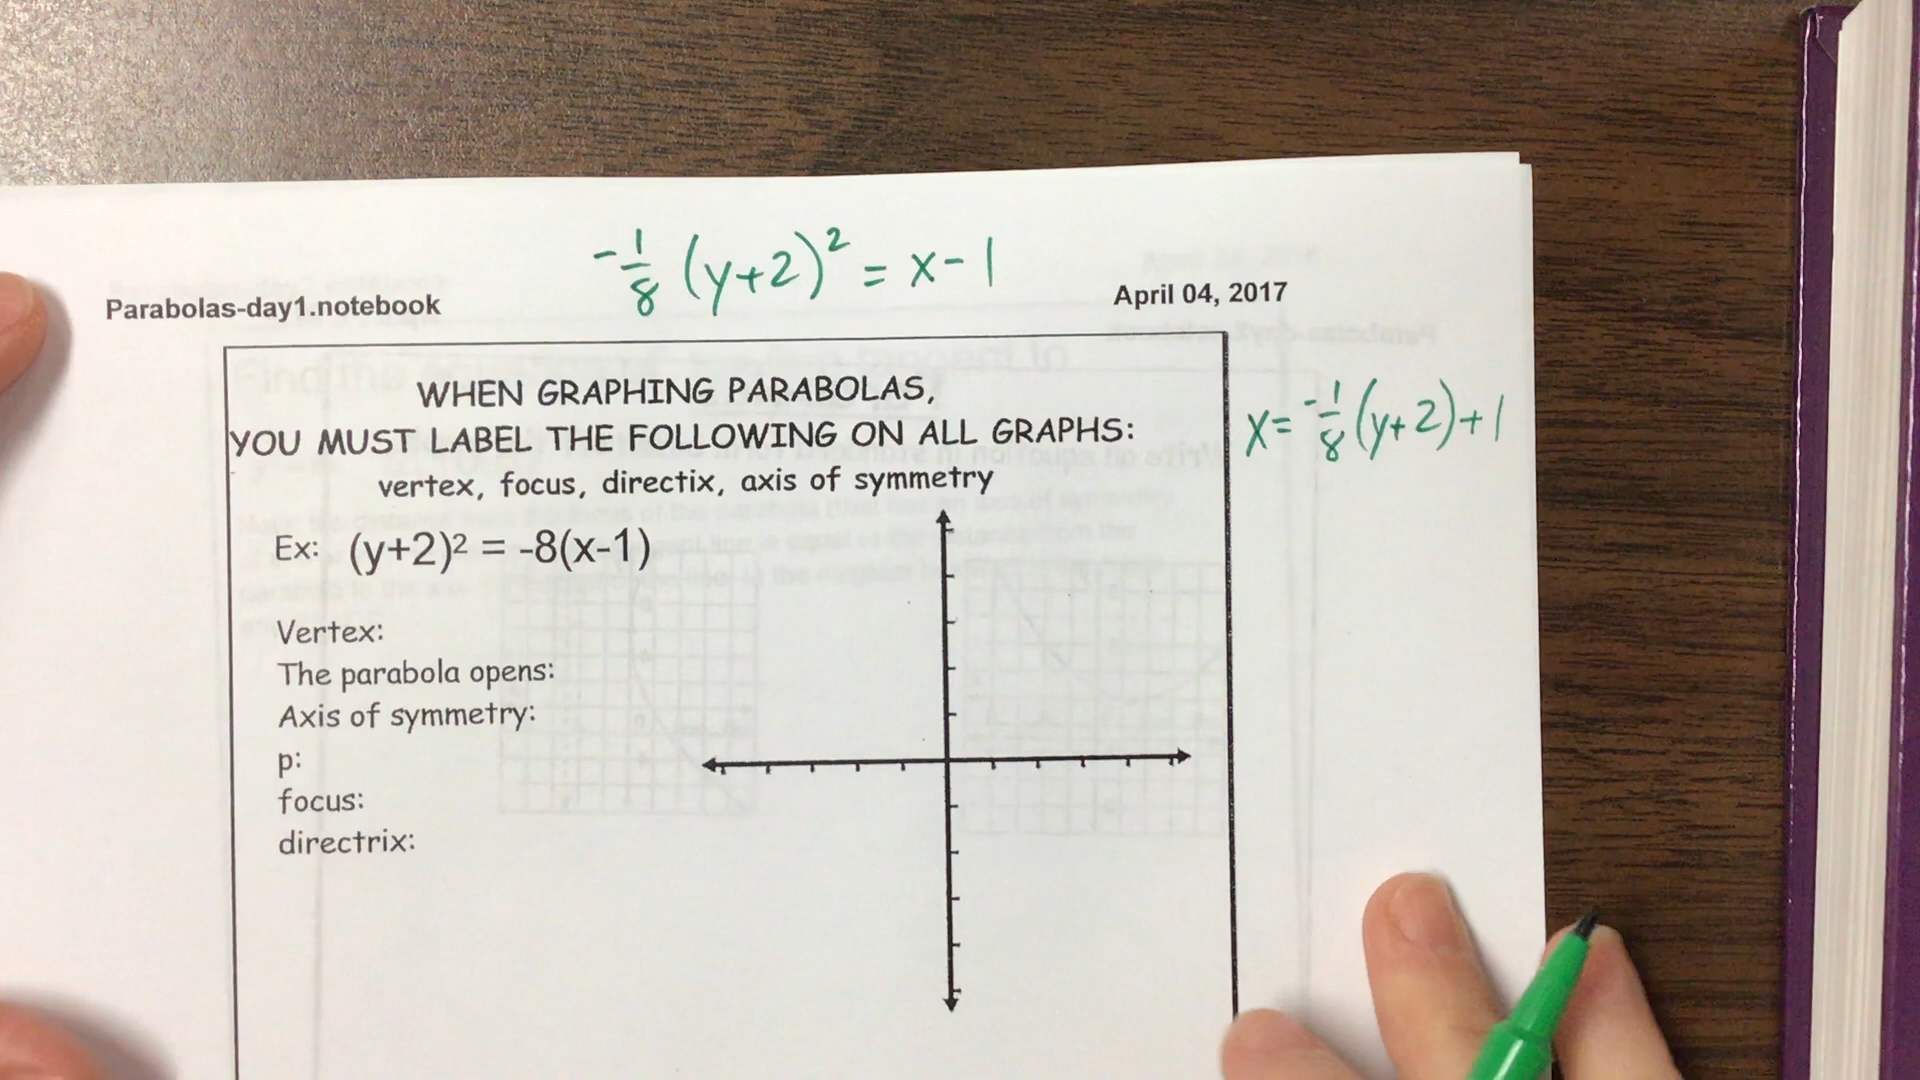 -1/8 (y+2)² = x-1
Parabolas-day1.notebook
April 04, 2017
WHEN GRAPHING PARABOLAS,
YOU MUST LABEL THE FOLLOWING ON ALL GRAPHS:
vertex, focus, directix, axis of symmetry
x= -1/8 (y+2)+1
Ex: (y+2)² = -8(x-1)
Vertex:
The parabola opens:
Axis of symmetry:
p:
focus:
directrix: